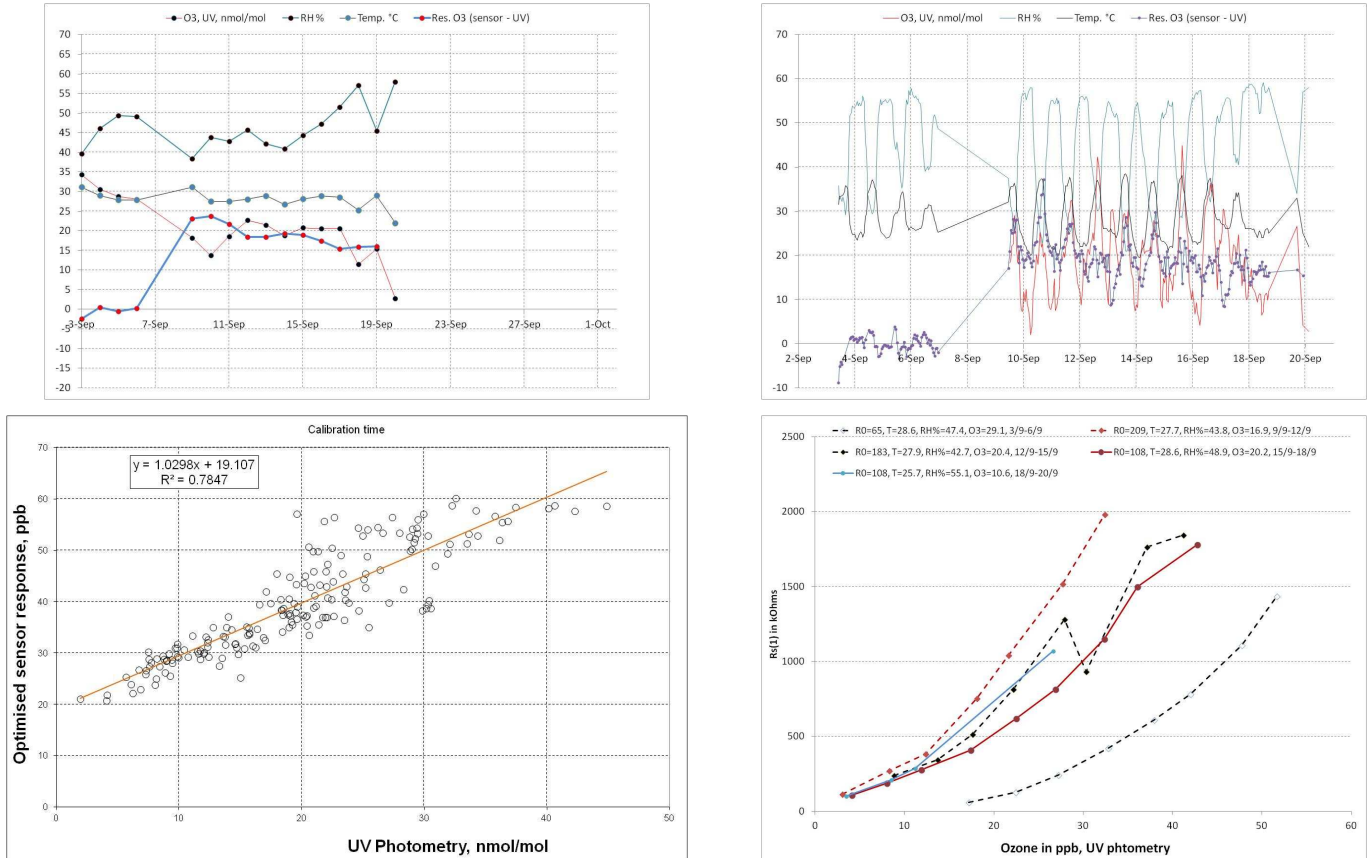 O3, UV, nmol/mol RH % Temp. °C Res. O3 (sensor - UV)
70
65
60
55
50
45
40
35
30
25
20
15
10
5
0
-5
-10
-15
-20
3-Sep 7-Sep 11-Sep 15-Sep 19-Sep 23-Sep 27-Sep 1-Oct
O3, UV, nmol/mol RH % Temp. °C Res. O3 (sensor - UV)
70
60
50
40
30
20
10
0
-10
2-Sep 4-Sep 6-Sep 8-Sep 10-Sep 12-Sep 14-Sep 16-Sep 18-Sep 20-Sep
Calibration time
y = 1.0298x + 19.107
R² = 0.7847
Optimised sensor response, ppb
70
60
50
40
30
20
10
0
0 10 20 30 40 50
UV Photometry, nmol/mol
R0=65, T=28.6, RH%=47.4, O3=29.1, 3/9-6/9 R0=209, T=27.7, RH%=43.8, O3=16.9, 9/9-12/9
R0=183, T=27.9, RH%=42.7, O3=20.4, 12/9-15/9 R0=108, T=28.6, RH%=48.9, O3=20.2, 15/9-18/9
R0=108, T=25.7, RH%=55.1, O3=10.6, 18/9-20/9
Rs(1) in kOhms
2500
2000
1500
1000
500
0
0 10 20 30 40 50 60
Ozone in ppb, UV phtometry